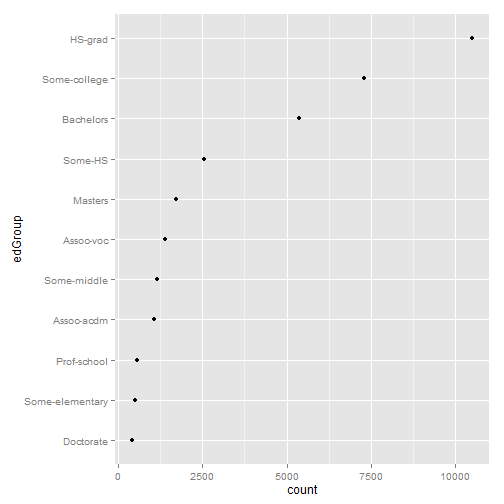 HS-grad
Some-college
Bachelors
Some-HS
Masters
Assoc-voc
Some-middle
Assoc-acdm
Prof-school
Some-elementary
Doctorate
edGroup
0 2500 5000 7500 10000
count